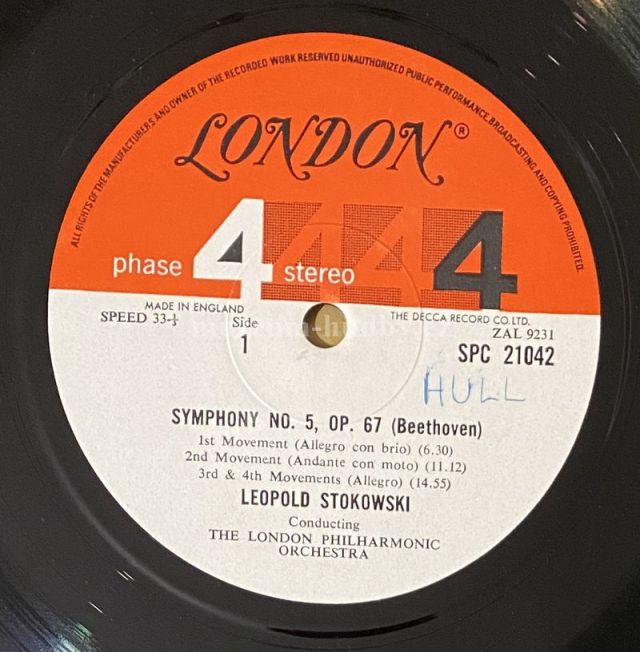 ALL RIGHTS OF THE MANUFACTURERS AND OWNER OF THE RECORDED WORK RESERVED UNAUTHORIZED PUBLIC PERFORMANCE, BROADCASTING AND COPYING PROHIBITED.
LONDON ®
phase 4 stereo 4 4 4
MADE IN ENGLAND
THE DECCA RECORD CO. LTD.
SPEED 33-⅓
Side
ZAL 9231
1
SPC 21042
HULL
SYMPHONY NO. 5, OP. 67 (Beethoven)
1st Movement (Allegro con brio) (6.30)
2nd Movement (Andante con moto) (11.12)
3rd & 4th Movements (Allegro) (14.55)
LEOPOLD STOKOWSKI
Conducting
THE LONDON PHILHARMONIC
ORCHESTRA